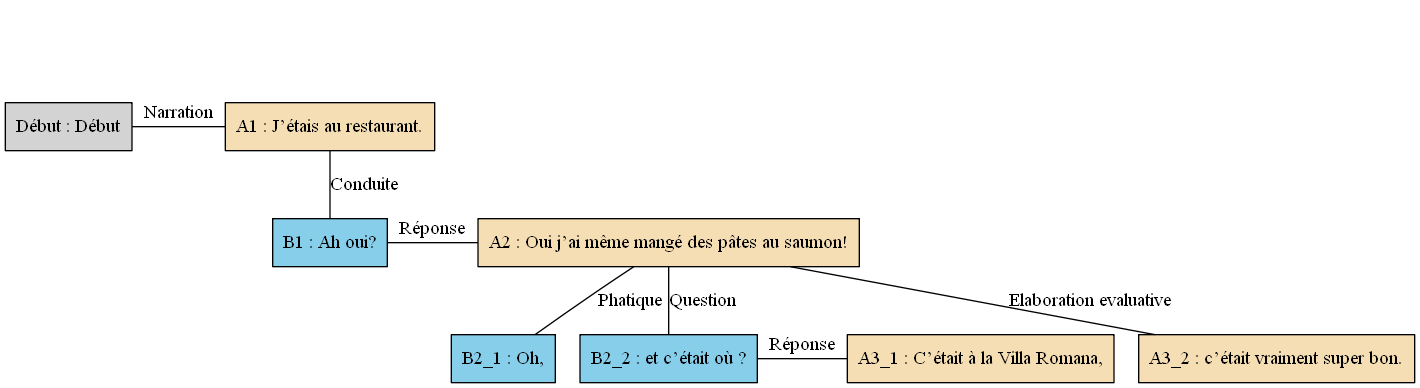 Narration
Début : Début
A1 : J’étais au restaurant.
Conduite
Réponse
B1 : Ah oui?
A2 : Oui j’ai même mangé des pâtes au saumon!
Phatique
Question
Elaboration evaluative
Réponse
B2_1 : Oh,
B2_2 : et c’était où ?
A3_1 : C’était à la Villa Romana,
A3_2 : c’était vraiment super bon.